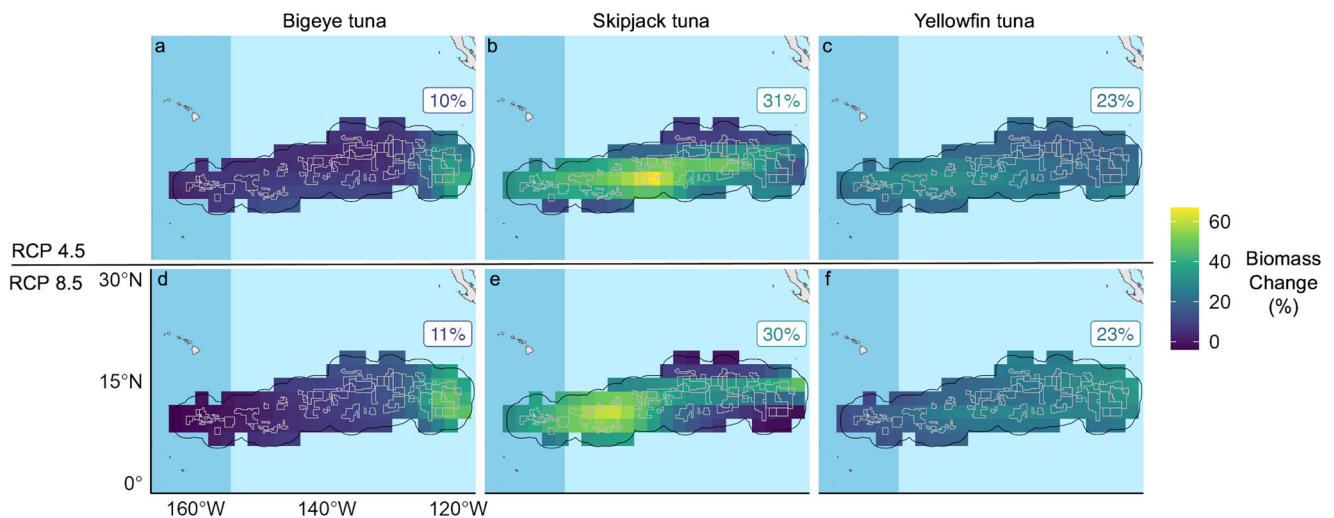 Bigeye tuna
Skipjack tuna
Yellowfin tuna
a
b
c
10%
31%
23%
RCP 4.5
RCP 8.5
d
e
f
30°N
15°N
0°
11%
30%
23%
160°W
140°W
120°W
60
40
20
0
Biomass
Change
(%)